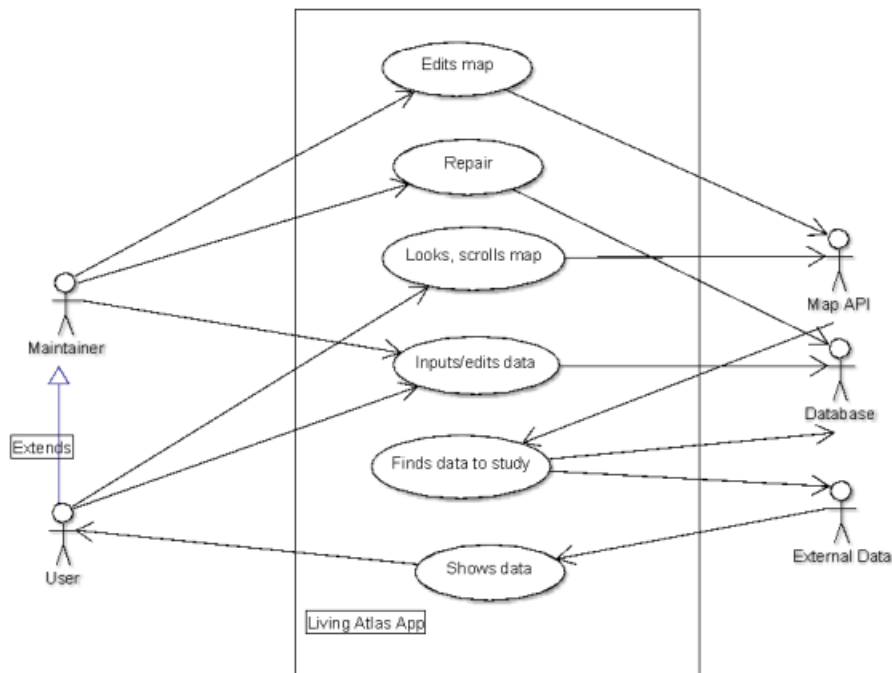 Edits map
Repair
Looks, scrolls map
Map API
Maintainer
Inputs/edits data
Database
Extends
Finds data to study
External Data
User
Shows data
Living Atlas App